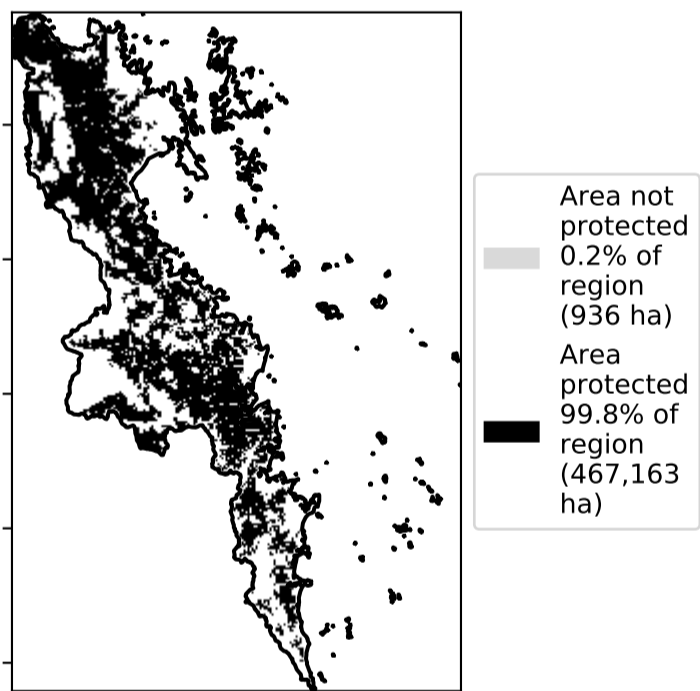 Area not
protected
0.2% of
region
(936 ha)
Area
protected
99.8% of
region
(467,163
ha)